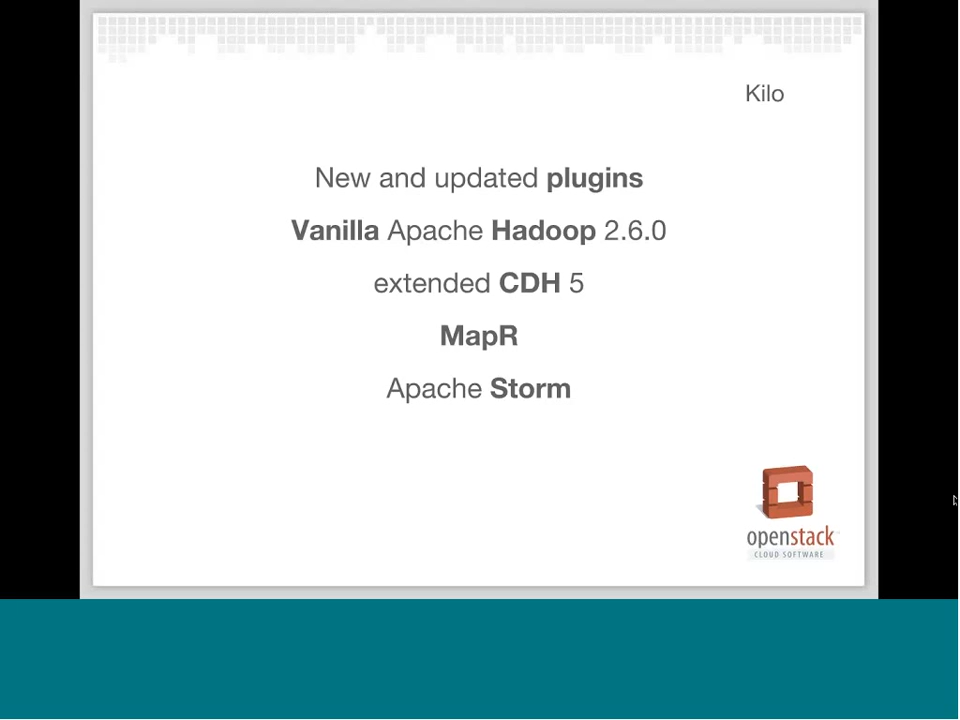 Kilo
New and updated plugins
Vanilla Apache Hadoop 2.6.0
extended CDH 5
MapR
Apache Storm
openstack
CLOUD SOFTWARE